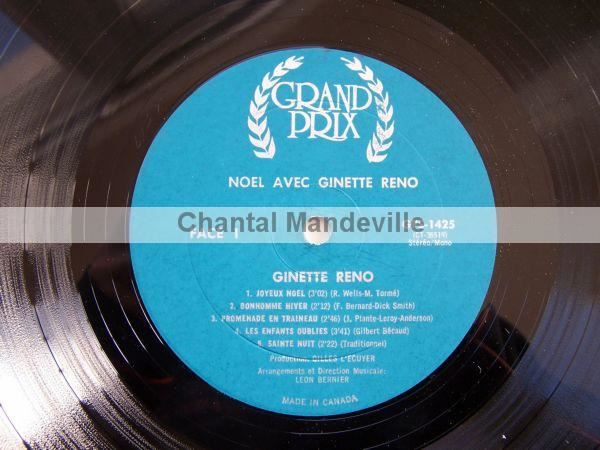 GRAND
PRIX
NOEL AVEC GINETTE RENO
Chantal Mandeville
FACE 1
-1425
Stéréo/Mono
GINETTE RENO
1. JOYEUX NOEL (3'02) (R. Wells-M. Tormé)
2. BONHOMME HIVER (2'12) (F. Bernard-Dick Smith)
3. PROMENADE EN TRAINEAU (2'46) (J. Plante-Leroy-Anderson)
4. LES ENFANTS OUBLIES (3'41) (Gilbert Bécaud)
5. SAINTE NUIT (2'22) (Traditionnel)
Production: GILLES L'ECUYER
Arrangements et Direction Musicale:
LEON BERNIER
MADE IN CANADA